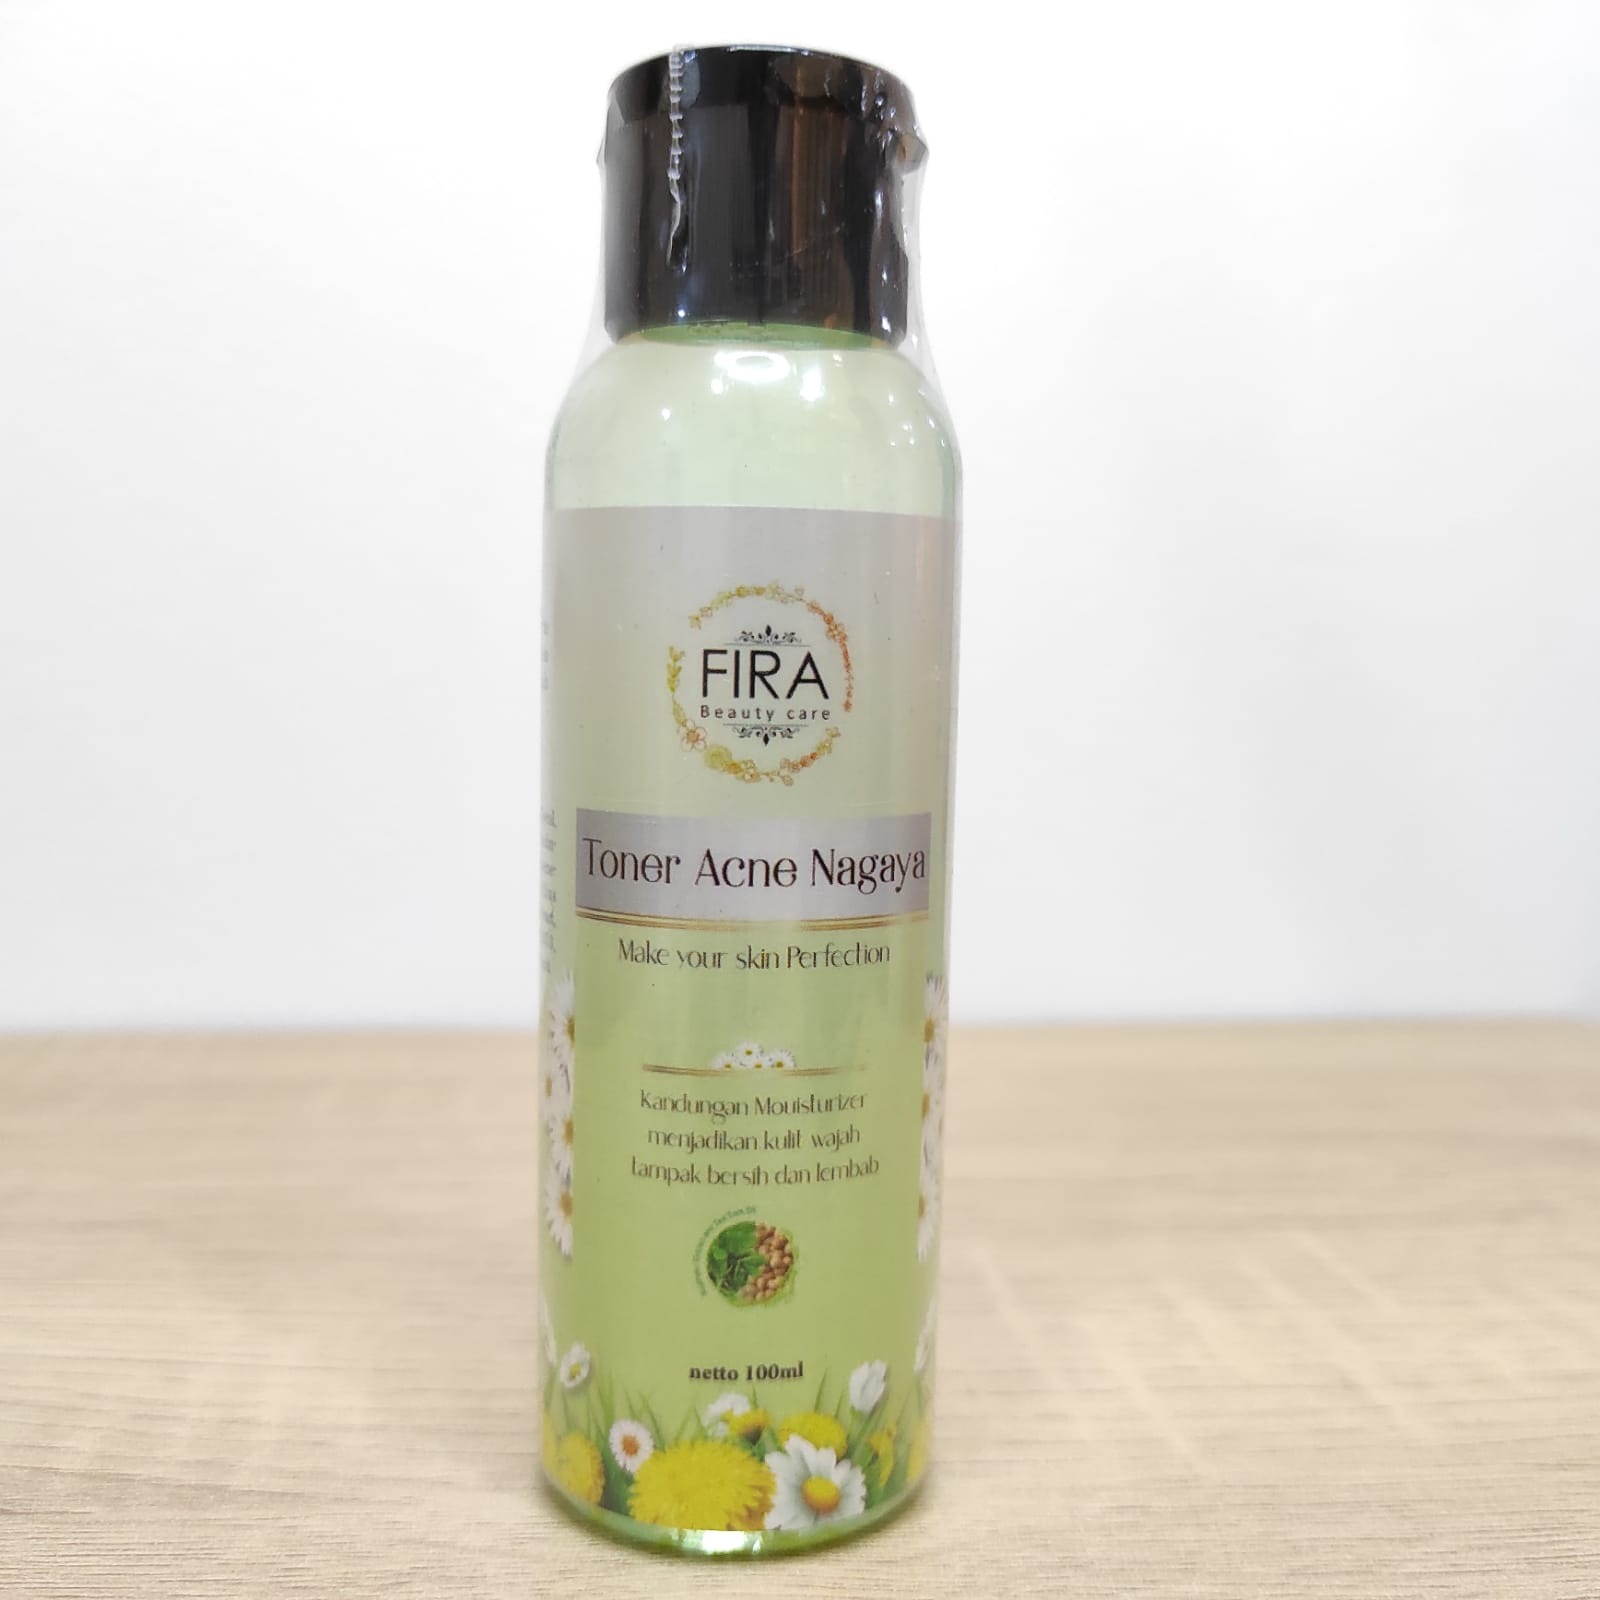 FIRA
Beauty care
Toner Acne Nagaya
Make your skin Perfection
Kandungan Mouisturizer
menjadikan kulit wajah
tampak bersih dan lembab
netto 100ml